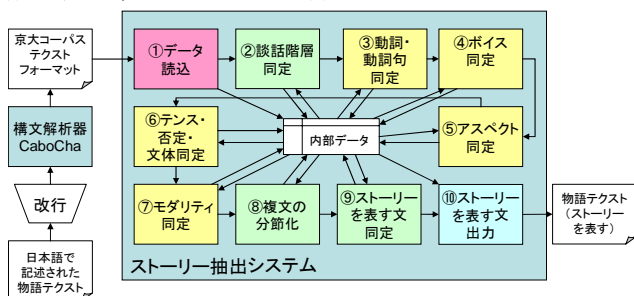 京大コーパス
テクスト
フォーマット
構文解析器
CaboCha
改行
日本語で
記述された
物語テクスト
①データ
読込
②談話階層
同定
③動詞・
動詞句
同定
④ボイス
同定
⑤アスペクト
同定
⑥テンス・
否定・
文体同定
内部データ
⑦モダリティ
同定
⑧複文の
分節化
⑨ストーリー
を表す文
同定
⑩ストーリー
を表す文
出力
ストーリー抽出システム
物語テクスト
(ストーリー
を表す)